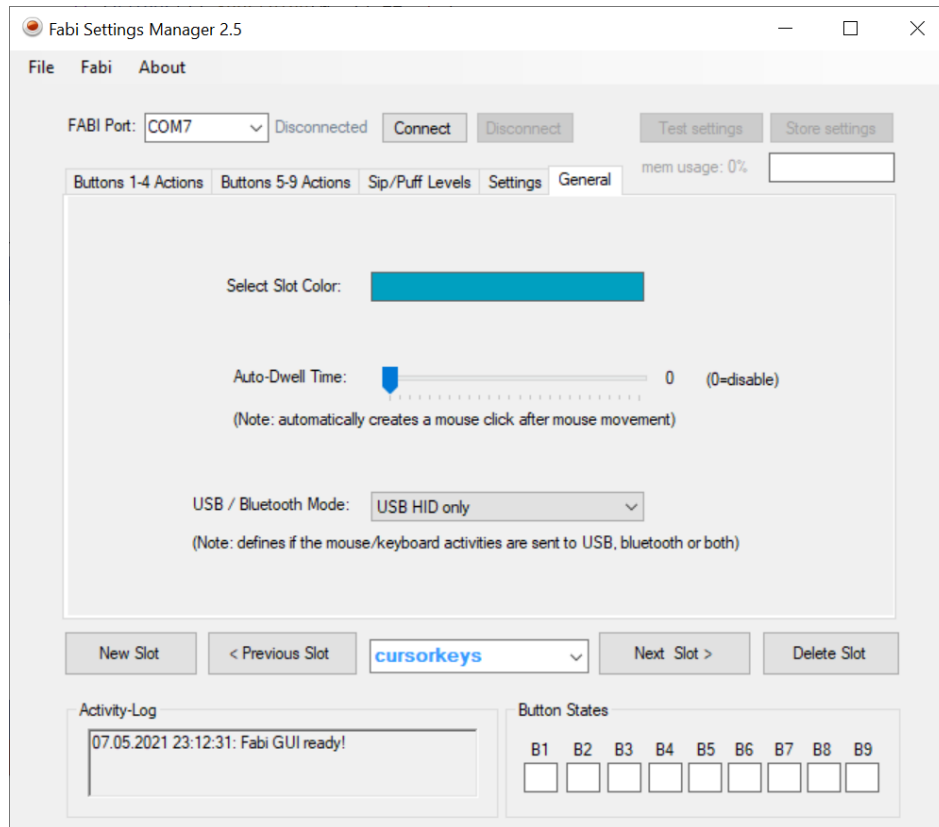 Fabi Settings Manager 2.5
File Fabi About
FABI Port: COM7 Disconnected Connect Disconnect Test settings Store settings
mem usage: 0%
Buttons 1-4 Actions Buttons 5-9 Actions Sip/Puff Levels Settings General
Select Slot Color:
Auto-Dwell Time: 0 (0=disable)
(Note: automatically creates a mouse click after mouse movement)
USB / Bluetooth Mode: USB HID only
(Note: defines if the mouse/keyboard activities are sent to USB, bluetooth or both)
New Slot < Previous Slot cursorkeys Next Slot > Delete Slot
Activity-Log
07.05.2021 23:12:31: Fabi GUI ready!
Button States
B1 B2 B3 B4 B5 B6 B7 B8 B9